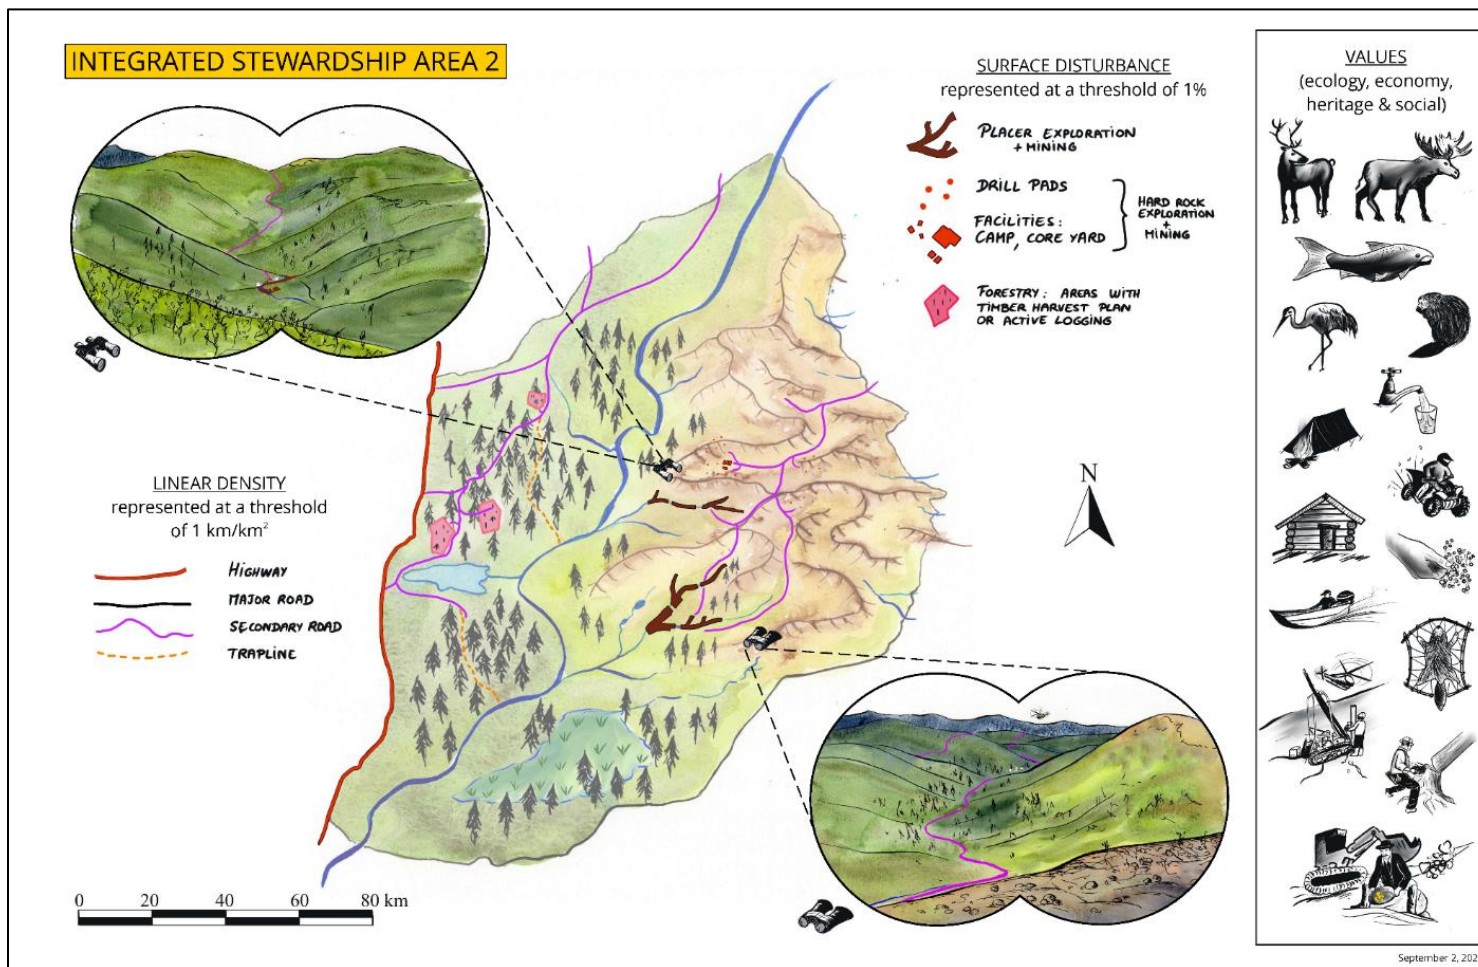 INTEGRATED STEWARDSHIP AREA 2
SURFACE DISTURBANCE
represented at a threshold of 1%
PLACER EXPLORATION
+ MINING
DRILL PADS
FACILITIES:
CAMP, CORE YARD
HARD ROCK
EXPLORATION
+
MINING
FORESTRY: AREAS WITH
TIMBER HARVEST PLAN
OR ACTIVE LOGGING
VALUES
(ecology, economy,
heritage & social)
LINEAR DENSITY
represented at a threshold
of 1 km/km²
HIGHWAY
MAJOR ROAD
SECONDARY ROAD
TRAPLINE
N
0 20 40 60 80 km
September 2, 202